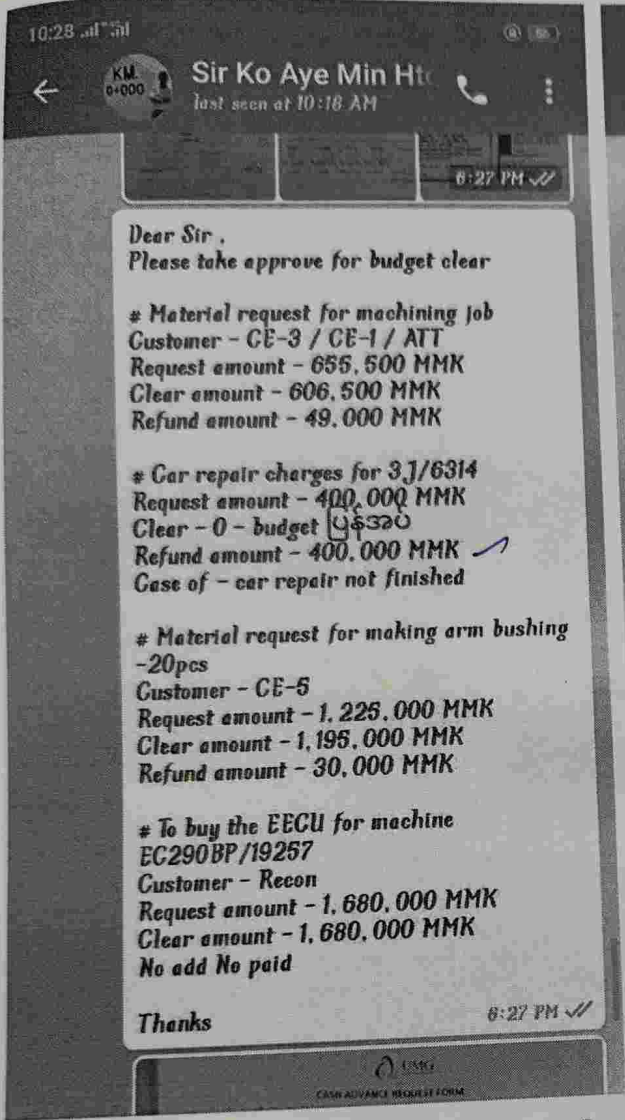 10:28
KM.
0+000
Sir Ko Aye Min Ht
last seen at 10:18 AM
6:27 PM
Dear Sir ,
Please take approve for budget clear
# Material request for machining job
Customer - CE-3 / CE-1 / ATT
Request amount - 655,500 MMK
Clear amount - 606,500 MMK
Refund amount - 49,000 MMK
# Car repair charges for 3J/6314
Request amount - 400,000 MMK
Clear - 0 - budget ပြန်အပ်
Refund amount - 400,000 MMK
Case of - car repair not finished
# Material request for making arm bushing
-20pcs
Customer - CE-5
Request amount - 1,225,000 MMK
Clear amount - 1,195,000 MMK
Refund amount - 30,000 MMK
# To buy the EECU for machine
EC290BP/19257
Customer - Recon
Request amount - 1,680,000 MMK
Clear amount - 1,680,000 MMK
No add No paid
Thanks
6:27 PM
UMG
CASH ADVANCE REQUEST FORM